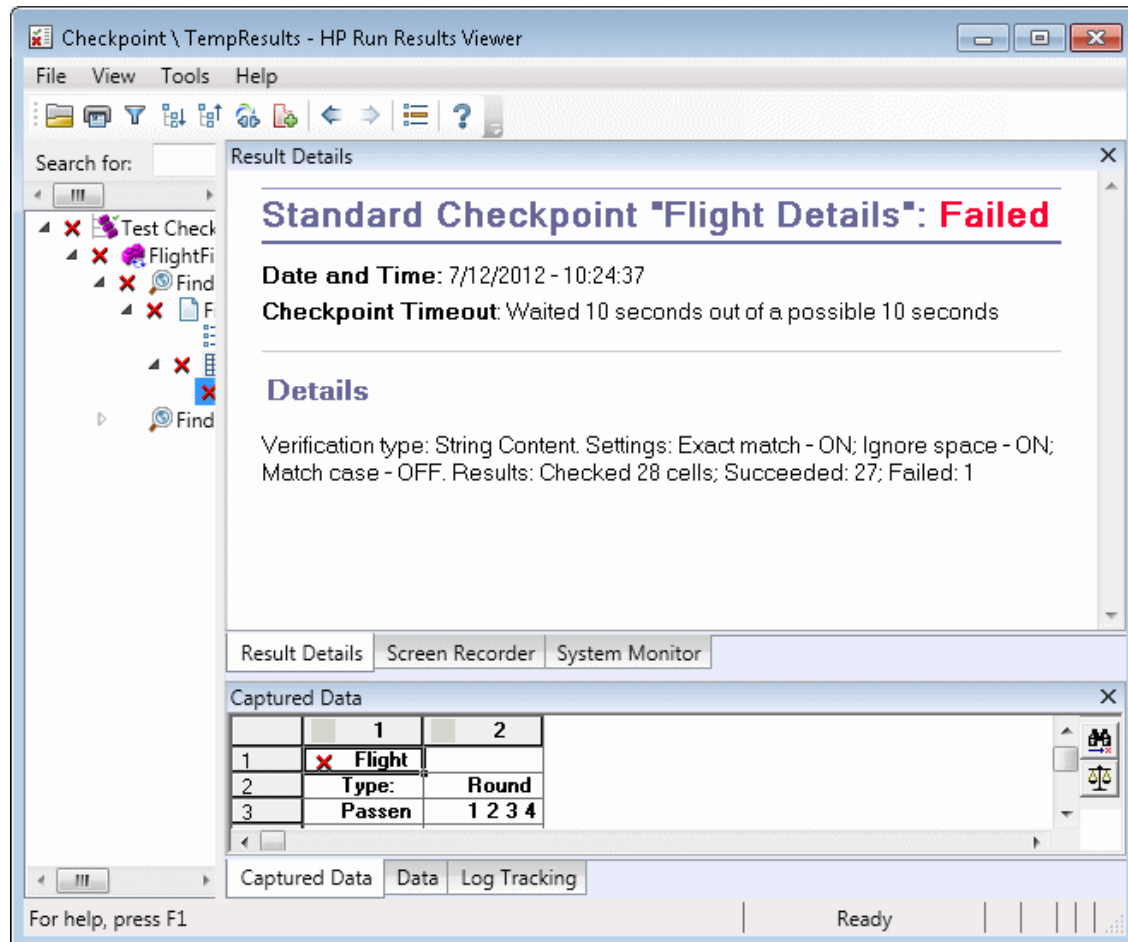 Checkpoint \ TempResults - HP Run Results Viewer
File View Tools Help
Search for:
Test Check
FlightFi
Find
F
Find
Result Details
Standard Checkpoint "Flight Details": Failed
Date and Time: 7/12/2012 - 10:24:37
Checkpoint Timeout: Waited 10 seconds out of a possible 10 seconds
Details
Verification type: String Content. Settings: Exact match - ON; Ignore space - ON;
Match case - OFF. Results: Checked 28 cells; Succeeded: 27; Failed: 1
Result Details Screen Recorder System Monitor
Captured Data
1 2
1 Flight
2 Type: Round
3 Passen 1 2 3 4
Captured Data Data Log Tracking
For help, press F1 Ready